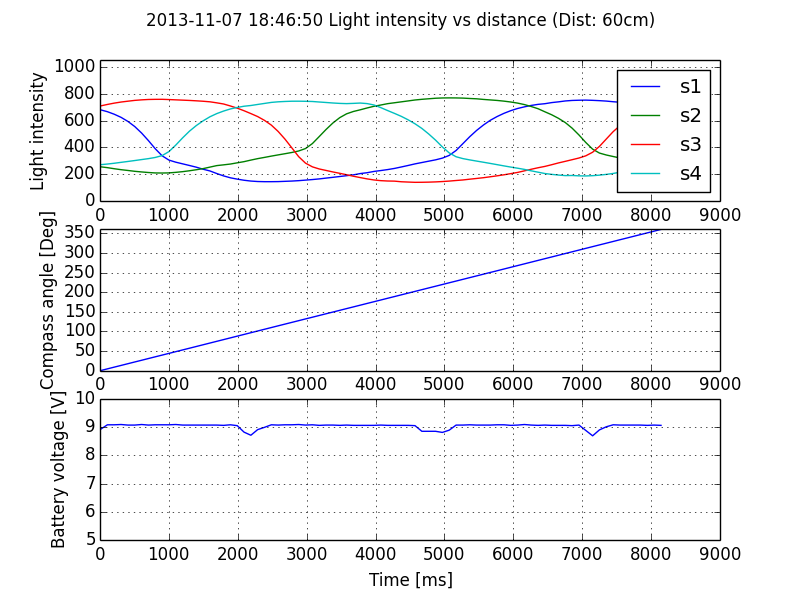 2013-11-07 18:46:50 Light intensity vs distance (Dist: 60cm)
Light intensity
1000
800
600
400
200
0
s1
s2
s3
s4
0 1000 2000 3000 4000 5000 6000 7000 8000 9000
Compass angle [Deg]
350
300
250
200
150
100
50
0
0 1000 2000 3000 4000 5000 6000 7000 8000 9000
Battery voltage [V]
10
9
8
7
6
5
0 1000 2000 3000 4000 5000 6000 7000 8000 9000
Time [ms]